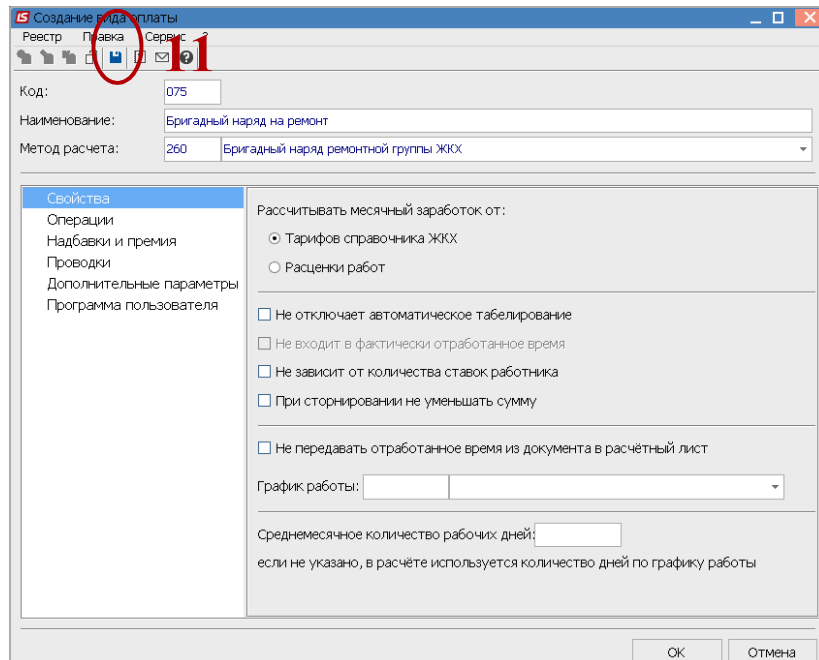 Создание вида оплаты
Реестр Правка Сервис ?
11
Код: 075
Наименование: Бригадный наряд на ремонт
Метод расчета: 260 Бригадный наряд ремонтной группы ЖКХ
Свойства
Операции
Надбавки и премия
Проводки
Дополнительные параметры
Программа пользователя
Рассчитывать месячный заработок от:
Тарифов справочника ЖКХ
Расценки работ
Не отключает автоматическое табелирование
Не входит в фактически отработанное время
Не зависит от количества ставок работника
При сторнировании не уменьшать сумму
Не передавать отработанное время из документа в расчётный лист
График работы:
Среднемесячное количество рабочих дней:
если не указано, в расчёте используется количество дней по графику работы
OK Отмена